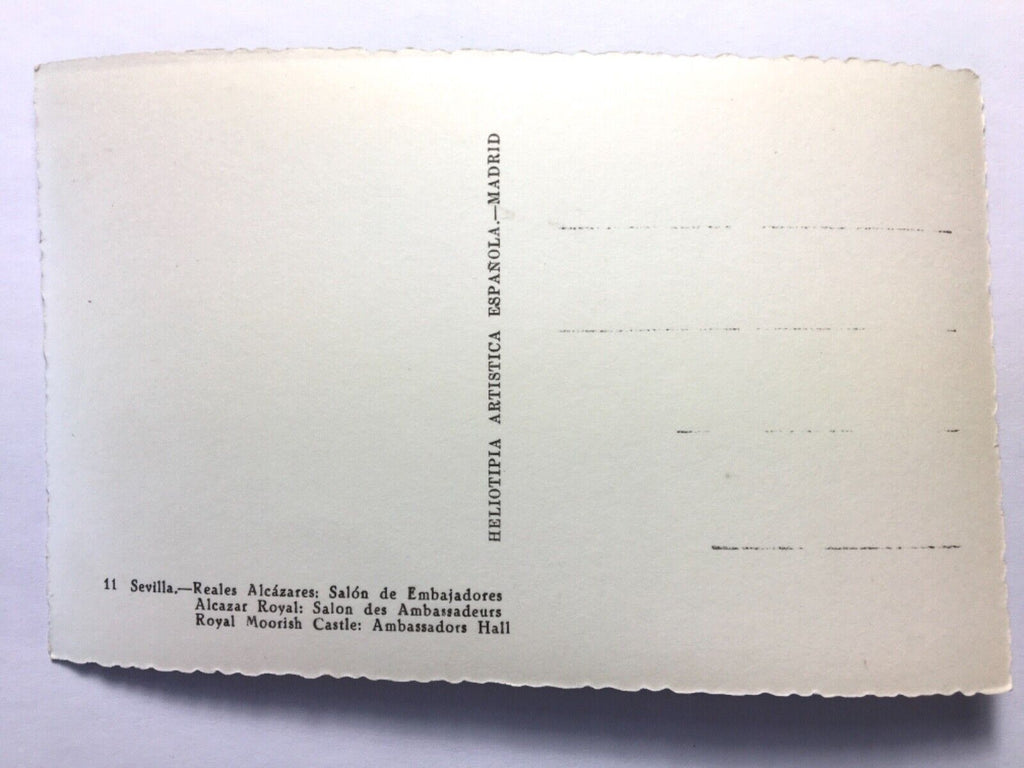 HELIOTIPIA ARTISTICA ESPAÑOLA.—MADRID
11 Sevilla.—Reales Alcázares: Salón de Embajadores
Alcazar Royal: Salon des Ambassadeurs
Royal Moorish Castle: Ambassadors Hall